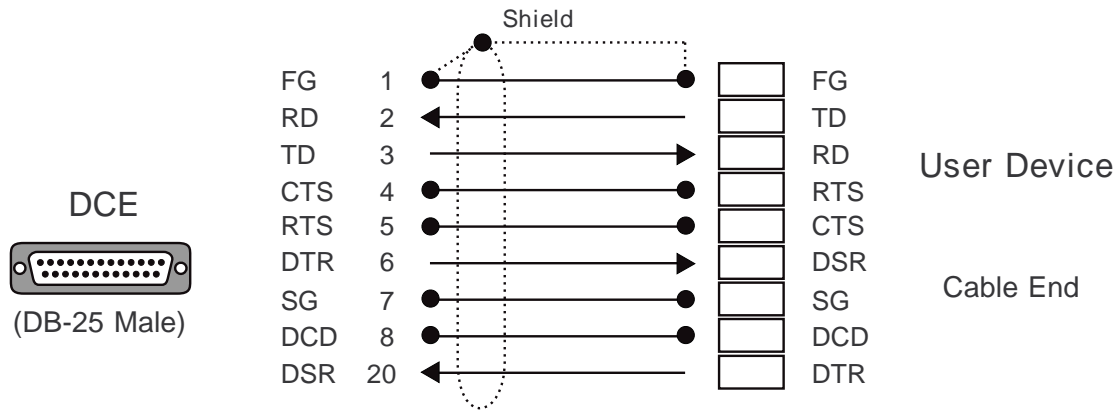 Shield
FG 1 FG
RD 2 TD
TD 3 RD
CTS 4 RTS
RTS 5 CTS
DTR 6 DSR
SG 7 SG
DCD 8 DCD
DSR 20 DTR
DCE
(DB-25 Male)
User Device
Cable End